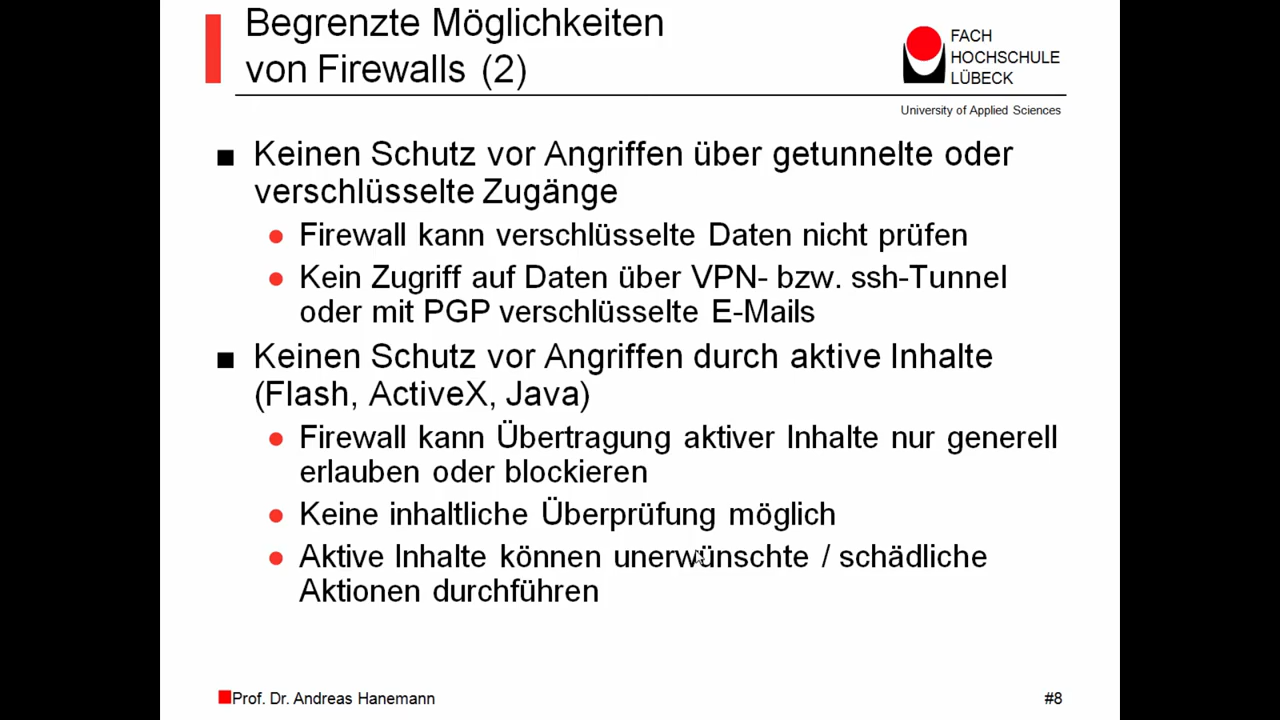 Begrenzte Möglichkeiten
von Firewalls (2)
FACH
HOCHSCHULE
LÜBECK
University of Applied Sciences
Keinen Schutz vor Angriffen über getunnelte oder
verschlüsselte Zugänge
Firewall kann verschlüsselte Daten nicht prüfen
Kein Zugriff auf Daten über VPN- bzw. ssh-Tunnel
oder mit PGP verschlüsselte E-Mails
Keinen Schutz vor Angriffen durch aktive Inhalte
(Flash, ActiveX, Java)
Firewall kann Übertragung aktiver Inhalte nur generell
erlauben oder blockieren
Keine inhaltliche Überprüfung möglich
Aktive Inhalte können unerwünschte / schädliche
Aktionen durchführen
Prof. Dr. Andreas Hanemann
#8